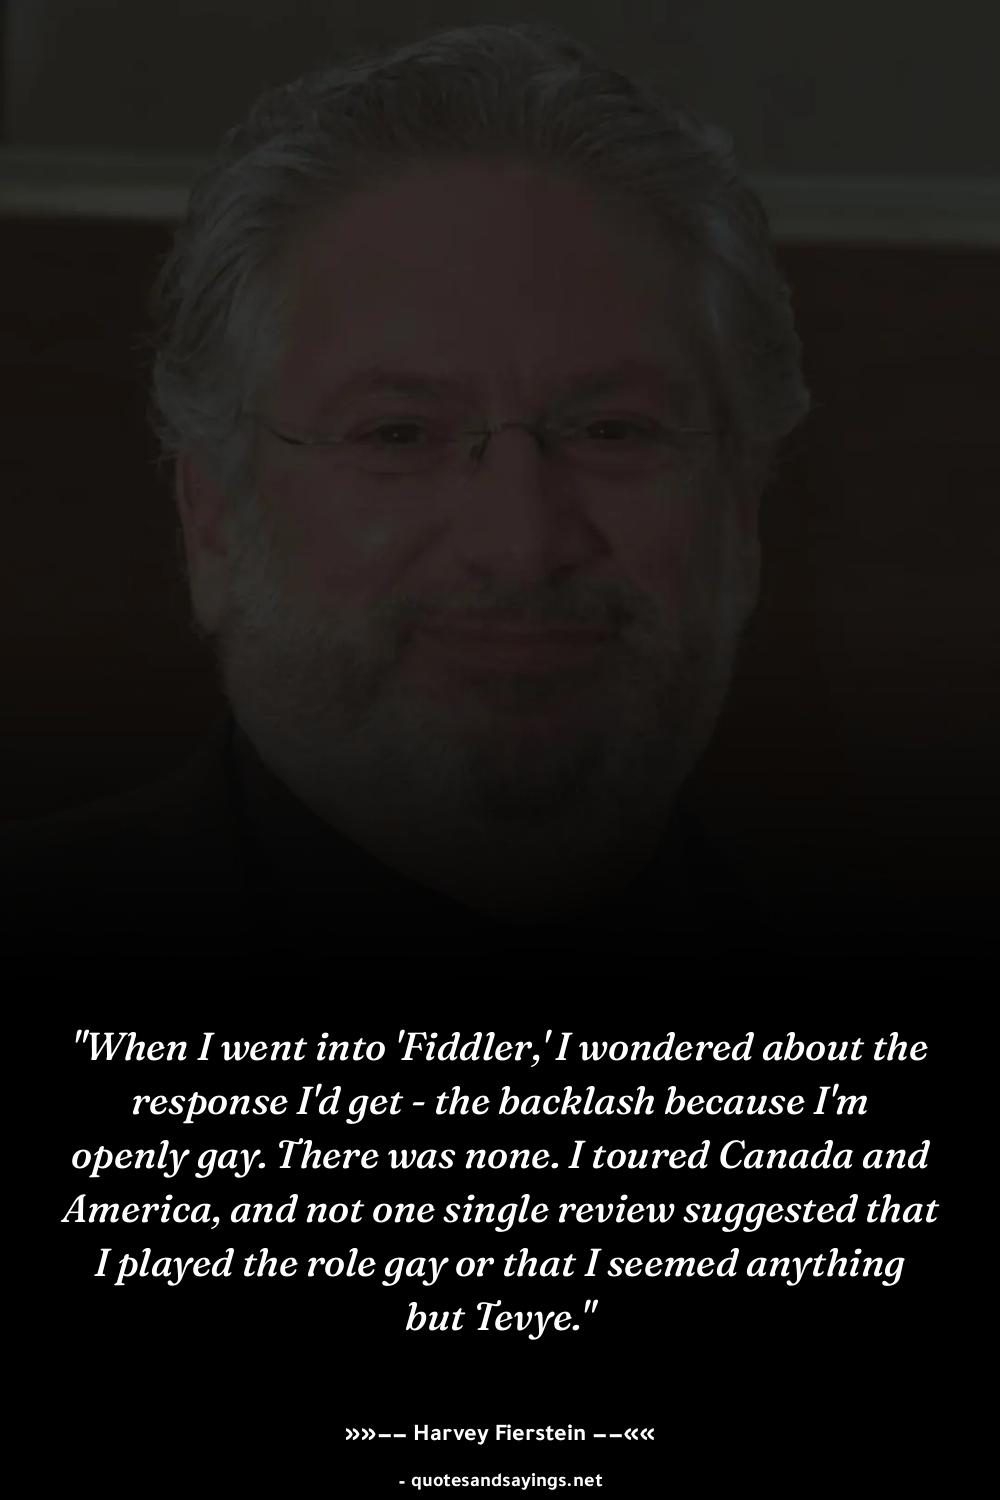 "When I went into 'Fiddler,' I wondered about the
response I'd get - the backlash because I'm
openly gay. There was none. I toured Canada and
America, and not one single review suggested that
I played the role gay or that I seemed anything
but Tevye."
»»−− Harvey Fierstein −−««
- quotesandsayings.net